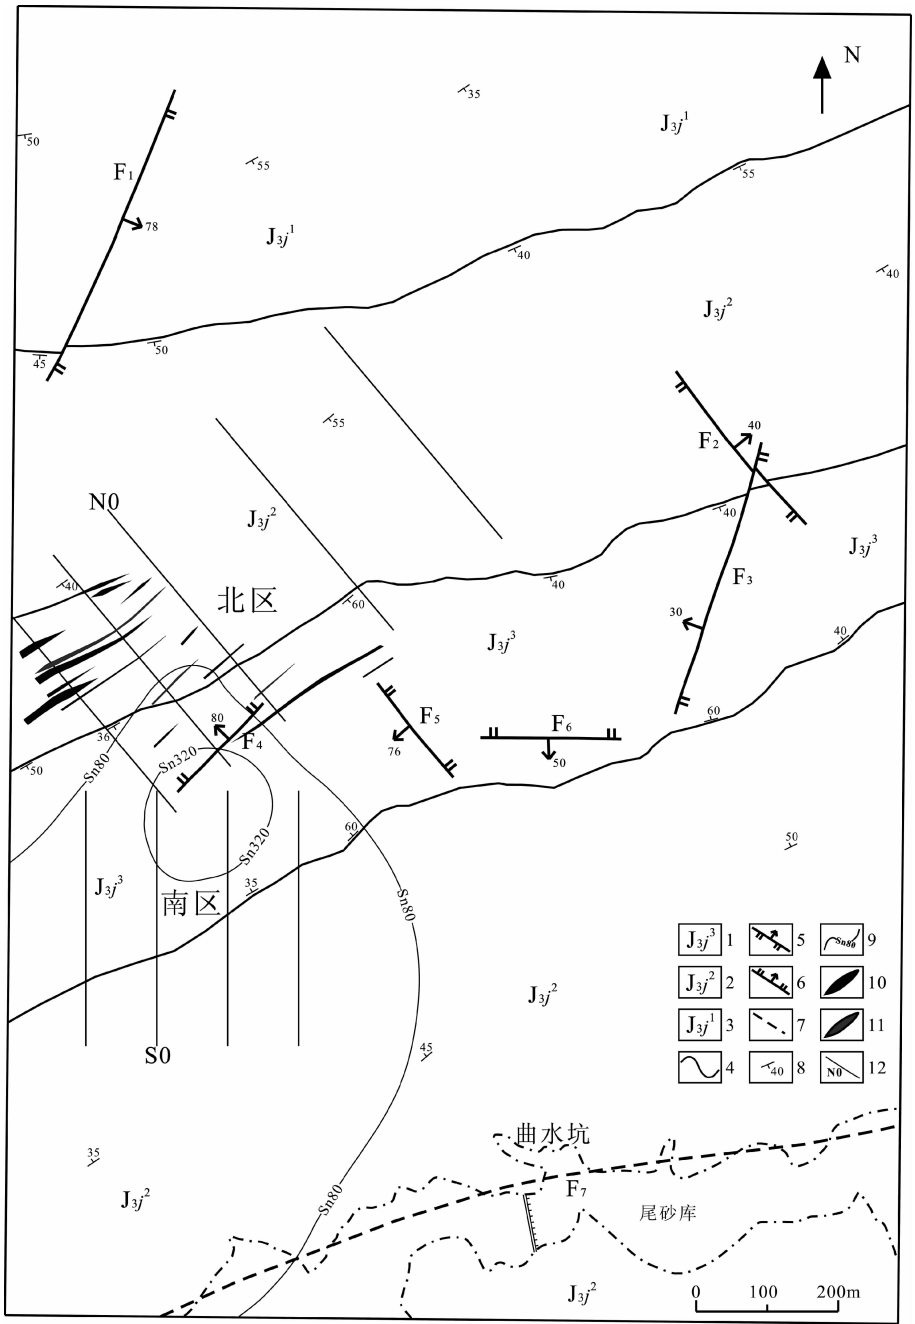 N
35
J₃j¹
50
55
55
F₁
78
J₃j¹
40
40
J₃j²
50
45
55
40
F₂
N0
J₃j²
40
J₃j³
40
40
F₃
北区
60
30
J₃j³
40
80
F₅
F₆
60
36
F₄
76
50
50
Sn80
Sn320
60
50
Sn320
J₃j³
35
南区
Sn80
J₃j³ 1
5
Sn80 9
J₃j² 2
6
10
J₃j²
J₃j¹ 3
7
11
S0
45
4
40 8
N0 12
曲水坑
35
F₇
J₃j²
Sn80
尾砂库
J₃j²
0 100 200m